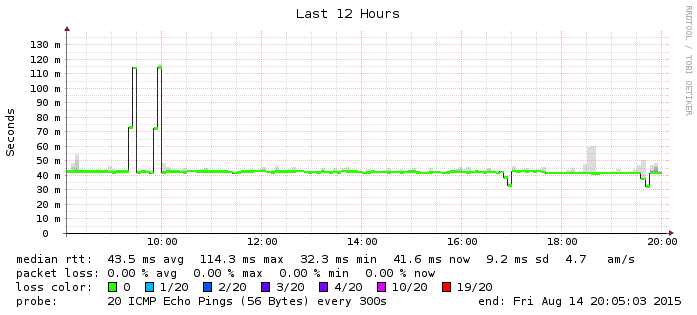 Last 12 Hours
RRDTOOL / TOBI OETIKER
Seconds
130 m
120 m
110 m
100 m
90 m
80 m
70 m
60 m
50 m
40 m
30 m
20 m
10 m
0
10:00 12:00 14:00 16:00 18:00 20:00
median rtt: 43.5 ms avg 114.3 ms max 32.3 ms min 41.6 ms now 9.2 ms sd 4.7 am/s
packet loss: 0.00 % avg 0.00 % max 0.00 % min 0.00 % now
loss color: 0 1/20 2/20 3/20 4/20 10/20 19/20
probe: 20 ICMP Echo Pings (56 Bytes) every 300s end: Fri Aug 14 20:05:03 2015